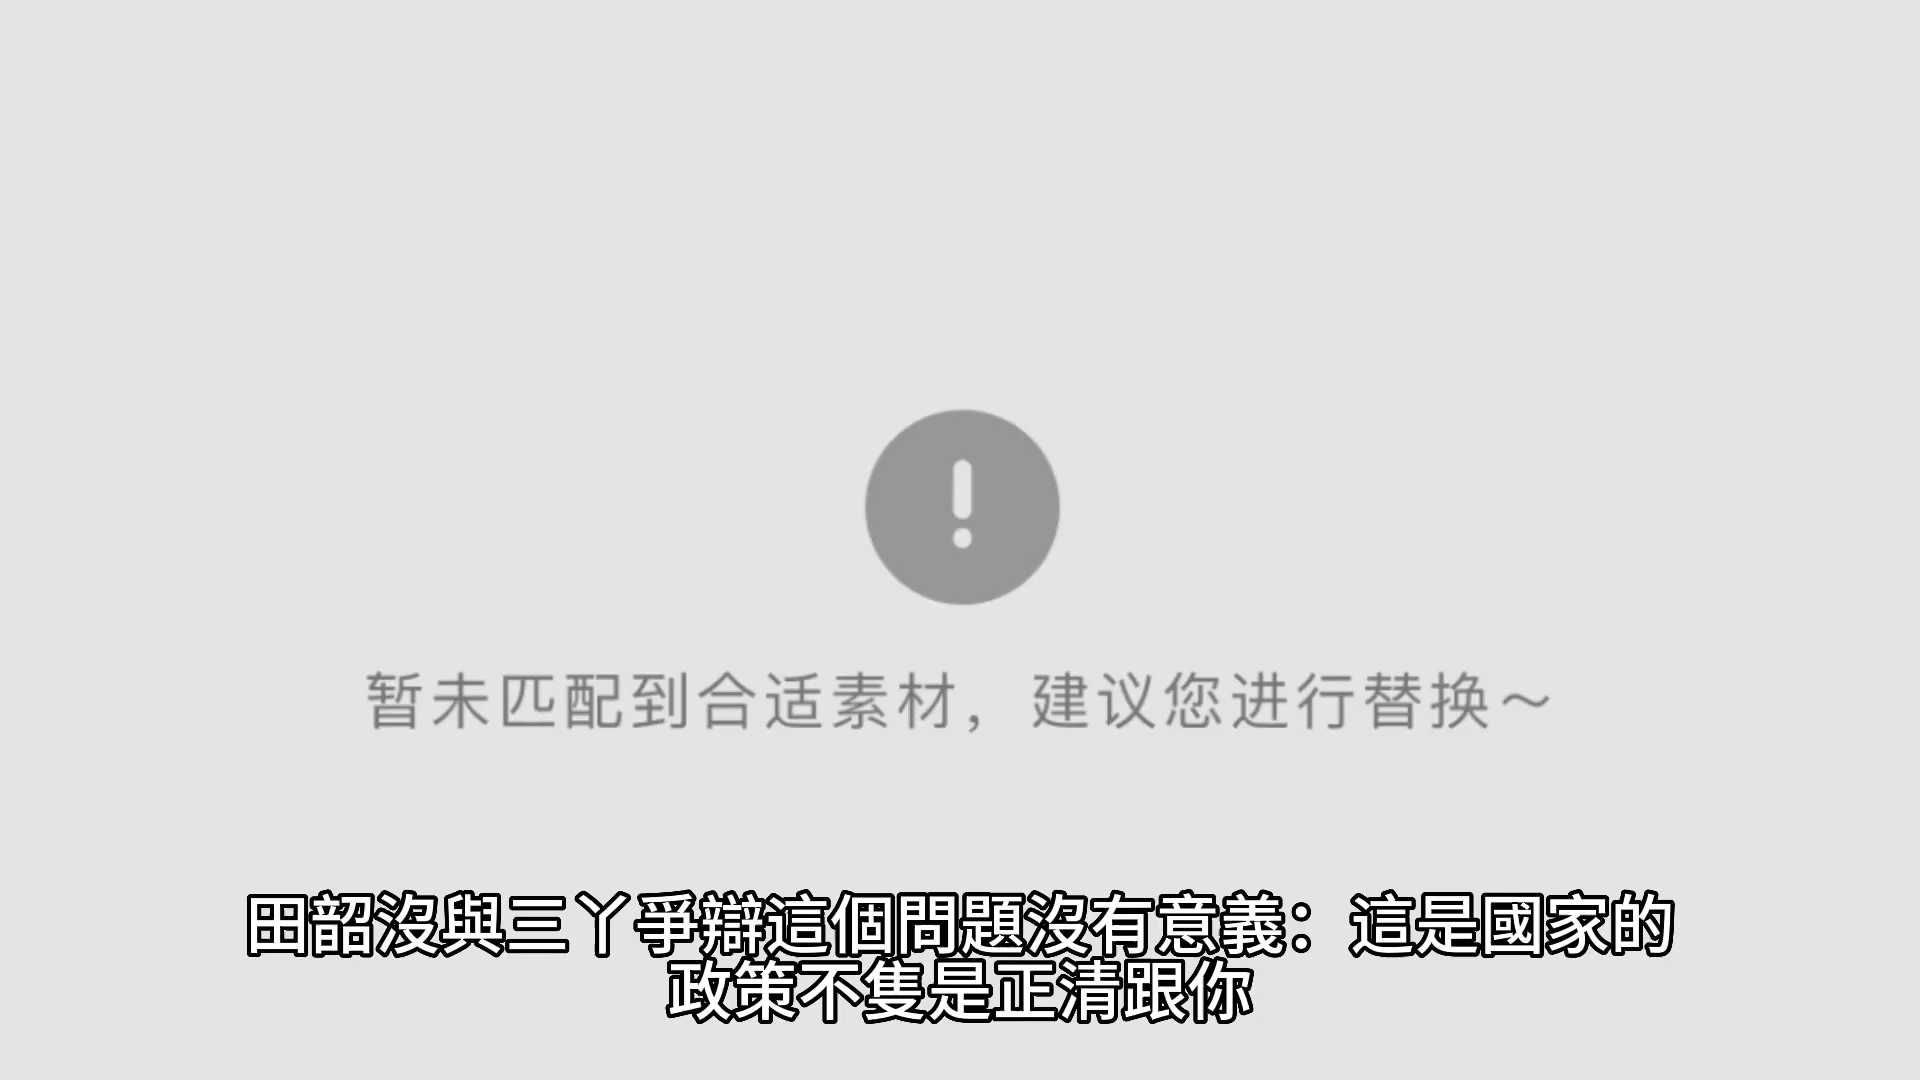 暂未匹配到合适素材，建议您进行替换～
田韶沒與三丫爭辯這個問題沒有意義：這是國家的
政策不隻是正清跟你